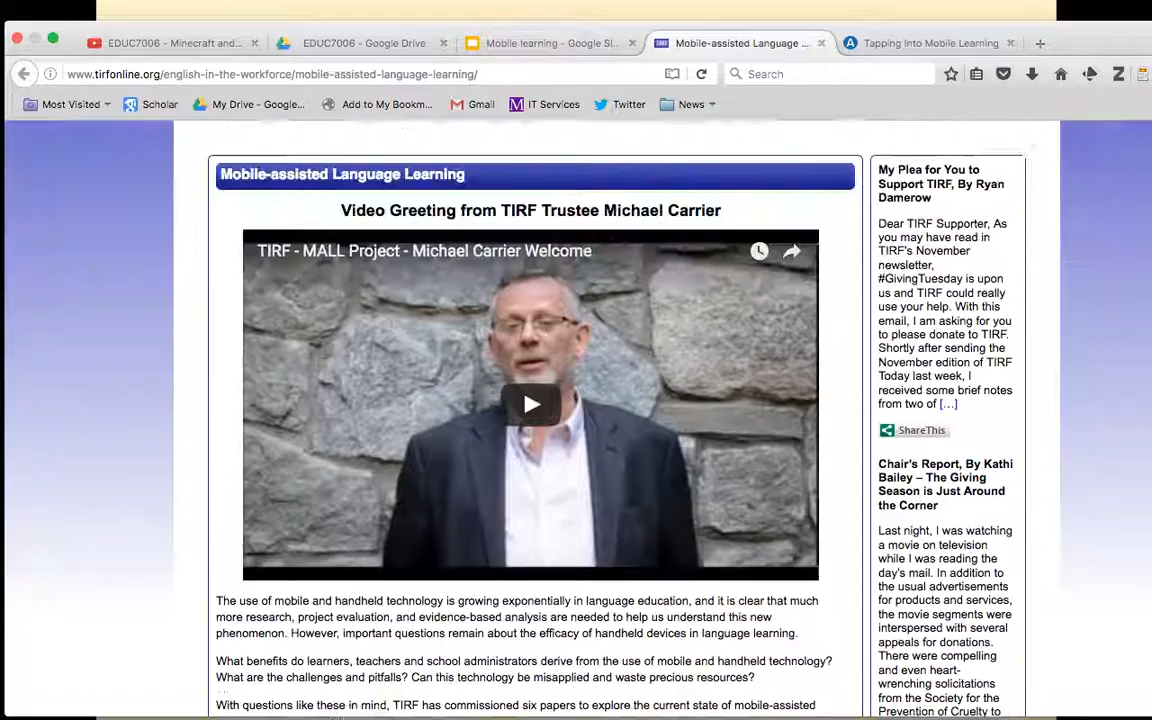 EDUC7006 - Minecraft and...
EDUC7006 - Google Drive
Mobile learning - Google Sl...
Mobile-assisted Language ...
Tapping Into Mobile Learning
www.tirfonline.org/english-in-the-workforce/mobile-assisted-language-learning/
Search
Most Visited
Scholar
My Drive - Google...
Add to My Bookm...
Gmail
IT Services
Twitter
News
Mobile-assisted Language Learning
Video Greeting from TIRF Trustee Michael Carrier
TIRF - MALL Project - Michael Carrier Welcome
The use of mobile and handheld technology is growing exponentially in language education, and it is clear that much
more research, project evaluation, and evidence-based analysis are needed to help us understand this new
phenomenon. However, important questions remain about the efficacy of handheld devices in language learning.
What benefits do learners, teachers and school administrators derive from the use of mobile and handheld technology?
What are the challenges and pitfalls? Can this technology be misapplied and waste precious resources?
With questions like these in mind, TIRF has commissioned six papers to explore the current state of mobile-assisted
My Plea for You to
Support TIRF, By Ryan
Damerow
Dear TIRF Supporter, As
you may have read in
TIRF's November
newsletter,
#GivingTuesday is upon
us and TIRF could really
use your help. With this
email, I am asking for you
to please donate to TIRF.
Shortly after sending the
November edition of TIRF
Today last week, I
received some brief notes
from two of [...]
ShareThis
Chair's Report, By Kathi
Bailey – The Giving
Season is Just Around
the Corner
Last night, I was watching
a movie on television
while I was reading the
day's mail. In addition to
the usual advertisements
for products and services,
the movie segments were
interspersed with several
appeals for donations.
There were compelling
and even heart-
wrenching solicitations
from the Society for the
Prevention of Cruelty to